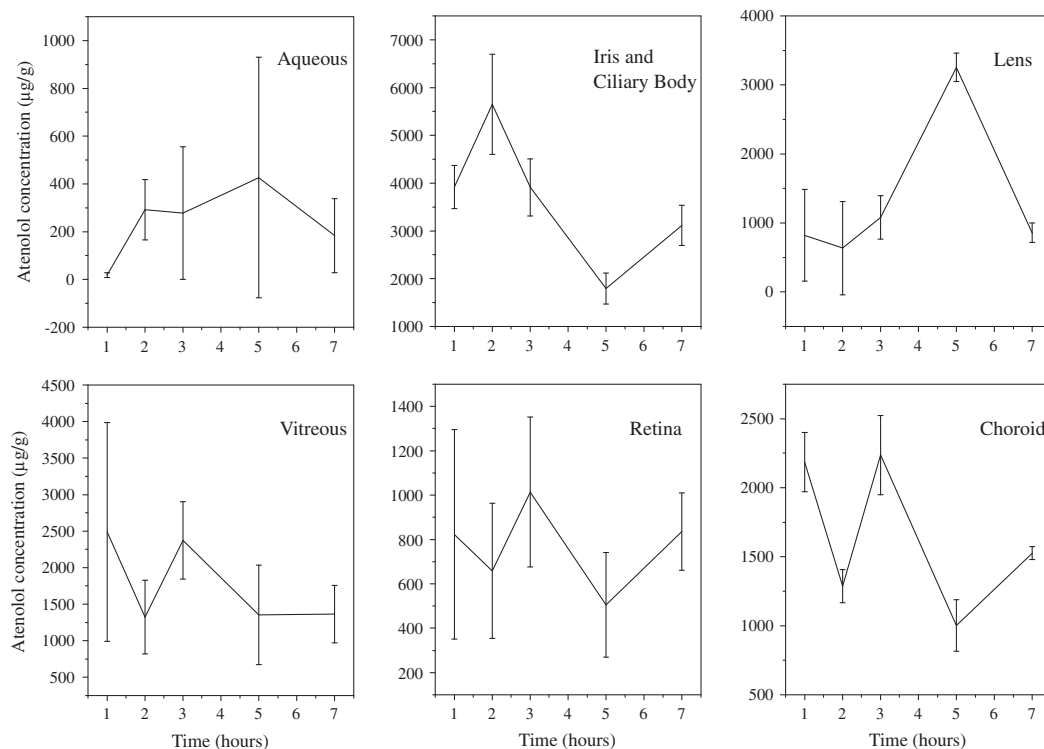 Atenolol concentration (µg/g)
1000
800
600
400
200
0
-200
Aqueous
1 2 3 4 5 6 7
7000
6000
5000
4000
3000
2000
1000
Iris and
Ciliary Body
1 2 3 4 5 6 7
4000
3000
2000
1000
0
Lens
1 2 3 4 5 6 7
Atenolol concentration (µg/g)
4500
4000
3500
3000
2500
2000
1500
1000
500
Vitreous
1 2 3 4 5 6 7
Time (hours)
1400
1200
1000
800
600
400
200
Retina
1 2 3 4 5 6 7
Time (hours)
2500
2000
1500
1000
500
Choroid
1 2 3 4 5 6 7
Time (hours)